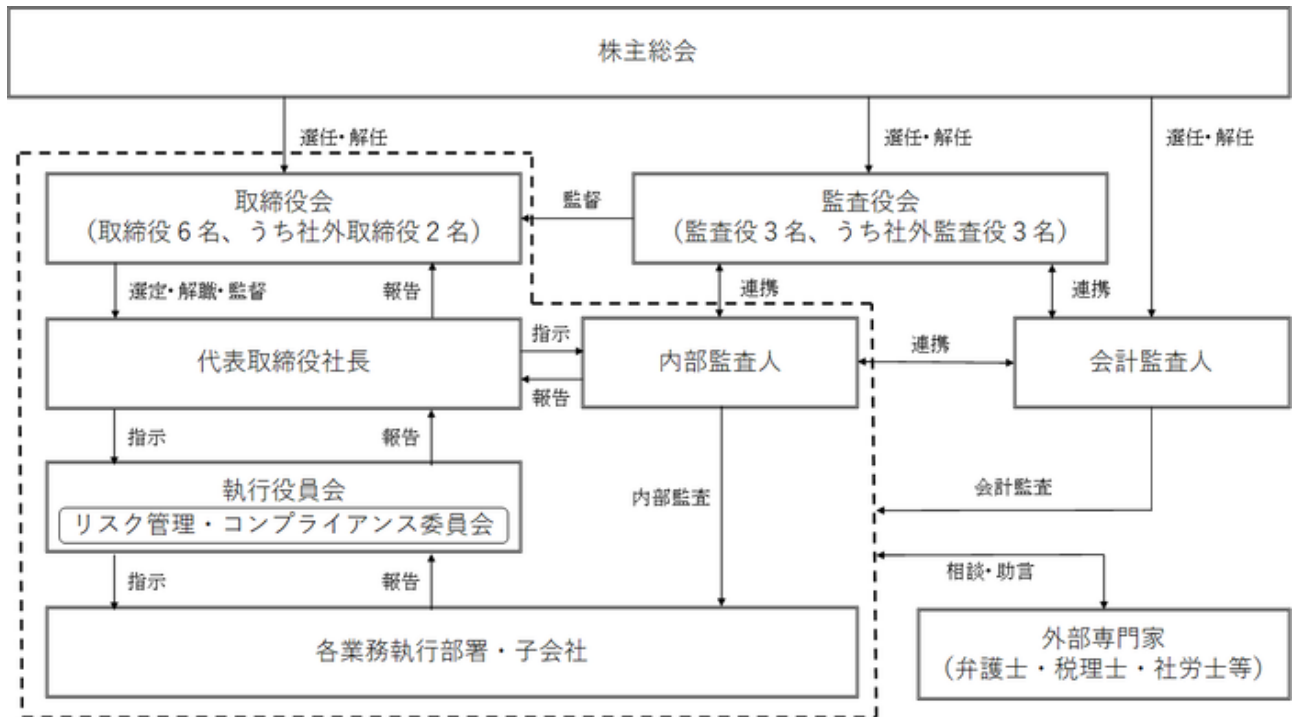 株主総会
選任・解任
選任・解任
選任・解任
取締役会
（取締役６名、うち社外取締役２名）
監督
監査役会
（監査役３名、うち社外監査役３名）
選定・解職・監督
報告
連携
連携
代表取締役社長
指示
報告
内部監査人
連携
会計監査人
指示
報告
執行役員会
リスク管理・コンプライアンス委員会
内部監査
会計監査
指示
報告
相談・助言
各業務執行部署・子会社
外部専門家
（弁護士・税理士・社労士等）